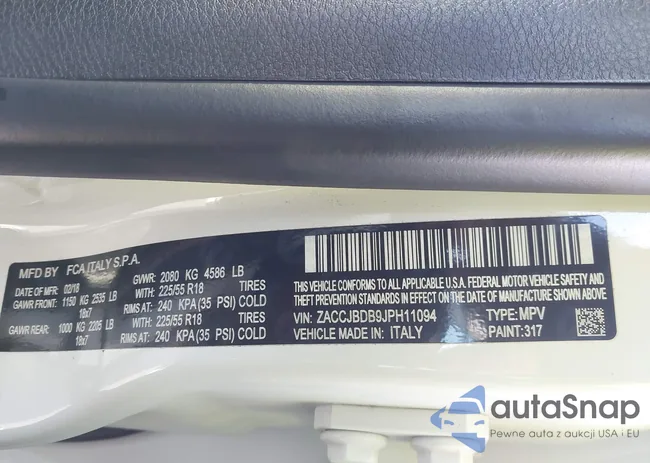 MFD BY FCA ITALY S.P.A.
DATE OF MFR: 02/18 GVWR: 2080 KG 4586 LB
GAWR FRONT: 1150 KG 2535 LB WITH: 225/55 R18 TIRES
18x7 RIMS AT: 240 KPA(35 PSI) COLD
GAWR REAR: 1000 KG 2205 LB WITH: 225/55 R18 TIRES
18x7 RIMS AT: 240 KPA (35 PSI) COLD
THIS VEHICLE CONFORMS TO ALL APPLICABLE U.S.A. FEDERAL MOTOR VEHICLE SAFETY
AND THEFT PREVENTION STANDARDS IN EFFECT ON THE DATE OF MANUFACTURE SHOWN ABOVE.
VIN: ZACCJBDB9JPH11094 TYPE: MPV
VEHICLE MADE IN: ITALY PAINT: 317
autaSnap
Pewne auta z aukcji USA i EU